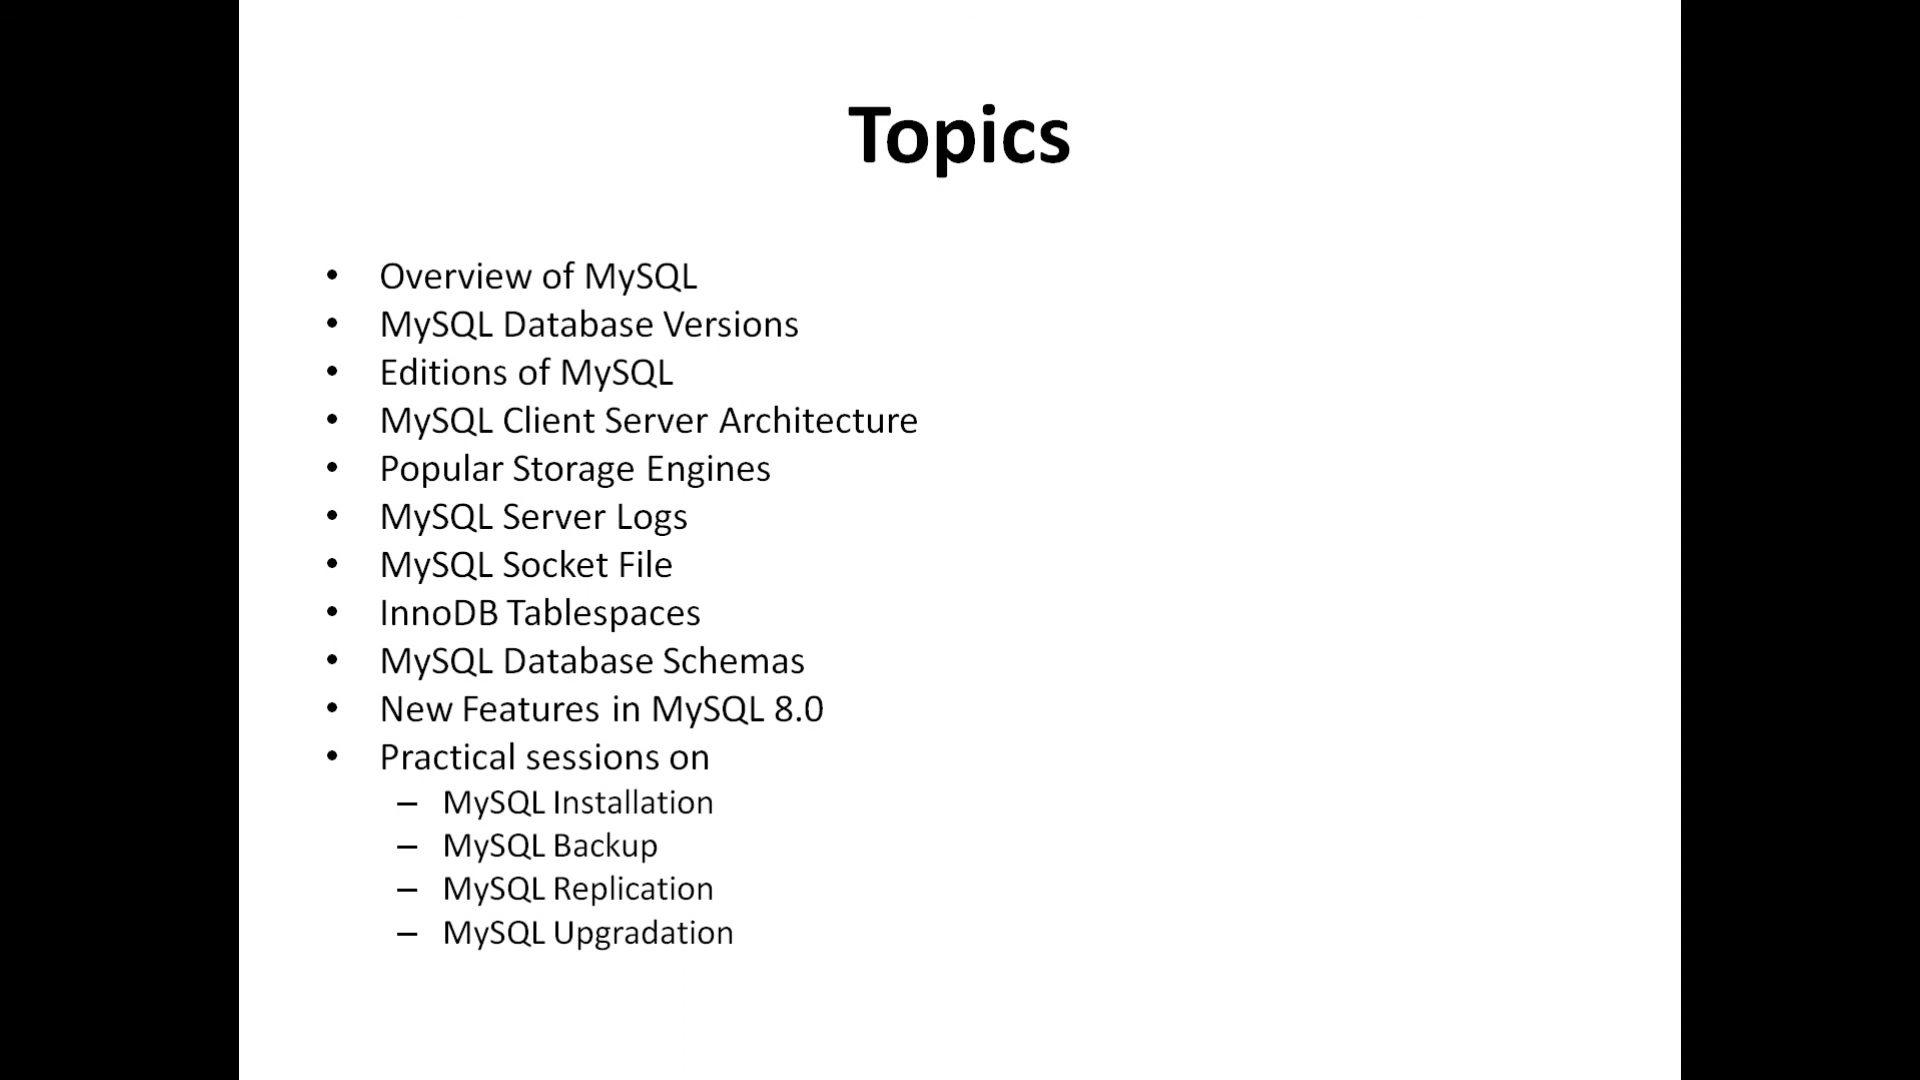 Topics
• Overview of MySQL
• MySQL Database Versions
• Editions of MySQL
• MySQL Client Server Architecture
• Popular Storage Engines
• MySQL Server Logs
• MySQL Socket File
• InnoDB Tablespaces
• MySQL Database Schemas
• New Features in MySQL 8.0
• Practical sessions on
– MySQL Installation
– MySQL Backup
– MySQL Replication
– MySQL Upgradation